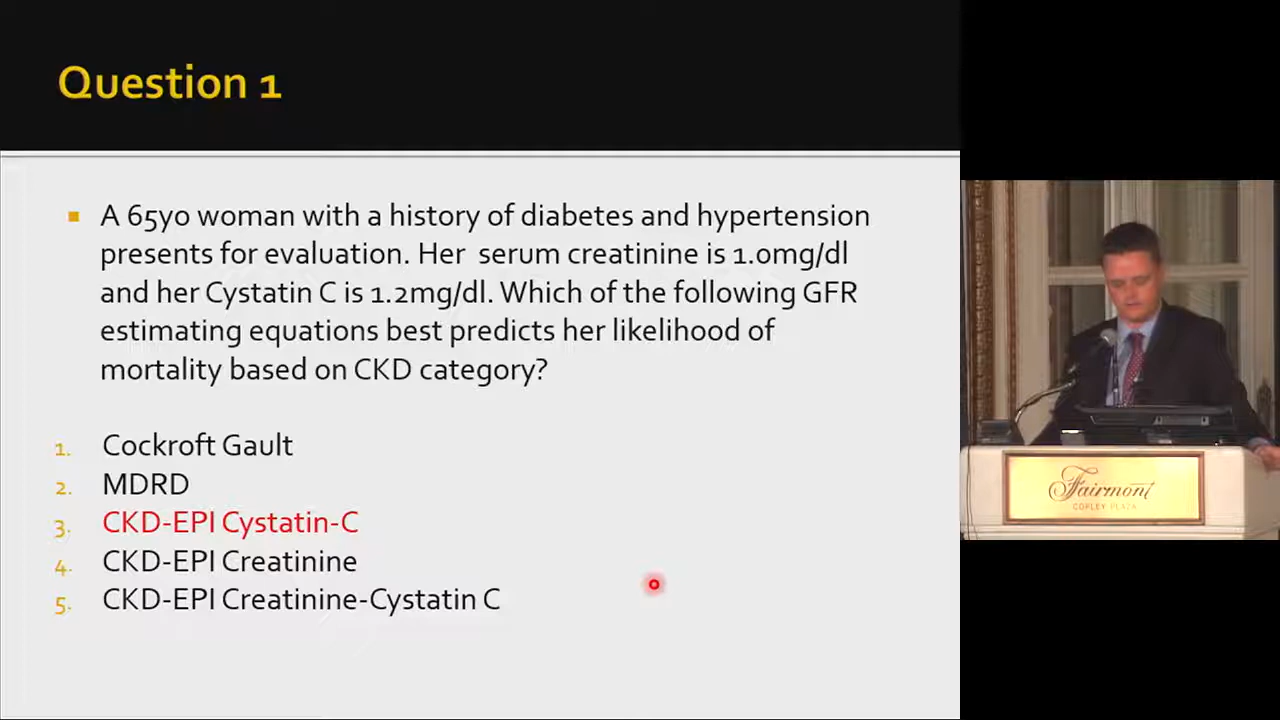 Question 1
A 65yo woman with a history of diabetes and hypertension
presents for evaluation. Her serum creatinine is 1.0mg/dl
and her Cystatin C is 1.2mg/dl. Which of the following GFR
estimating equations best predicts her likelihood of
mortality based on CKD category?
1. Cockroft Gault
2. MDRD
3. CKD-EPI Cystatin-C
4. CKD-EPI Creatinine
5. CKD-EPI Creatinine-Cystatin C
Fairmont
COPLEY PLAZA